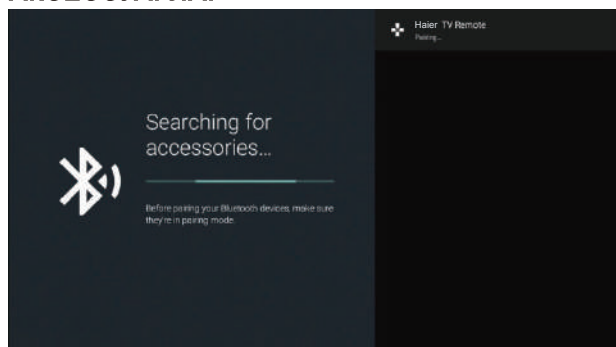 Searching for
accessories...
Before pairing your Bluetooth devices, make sure
they're in pairing mode.
Haier TV Remote
Pairing...